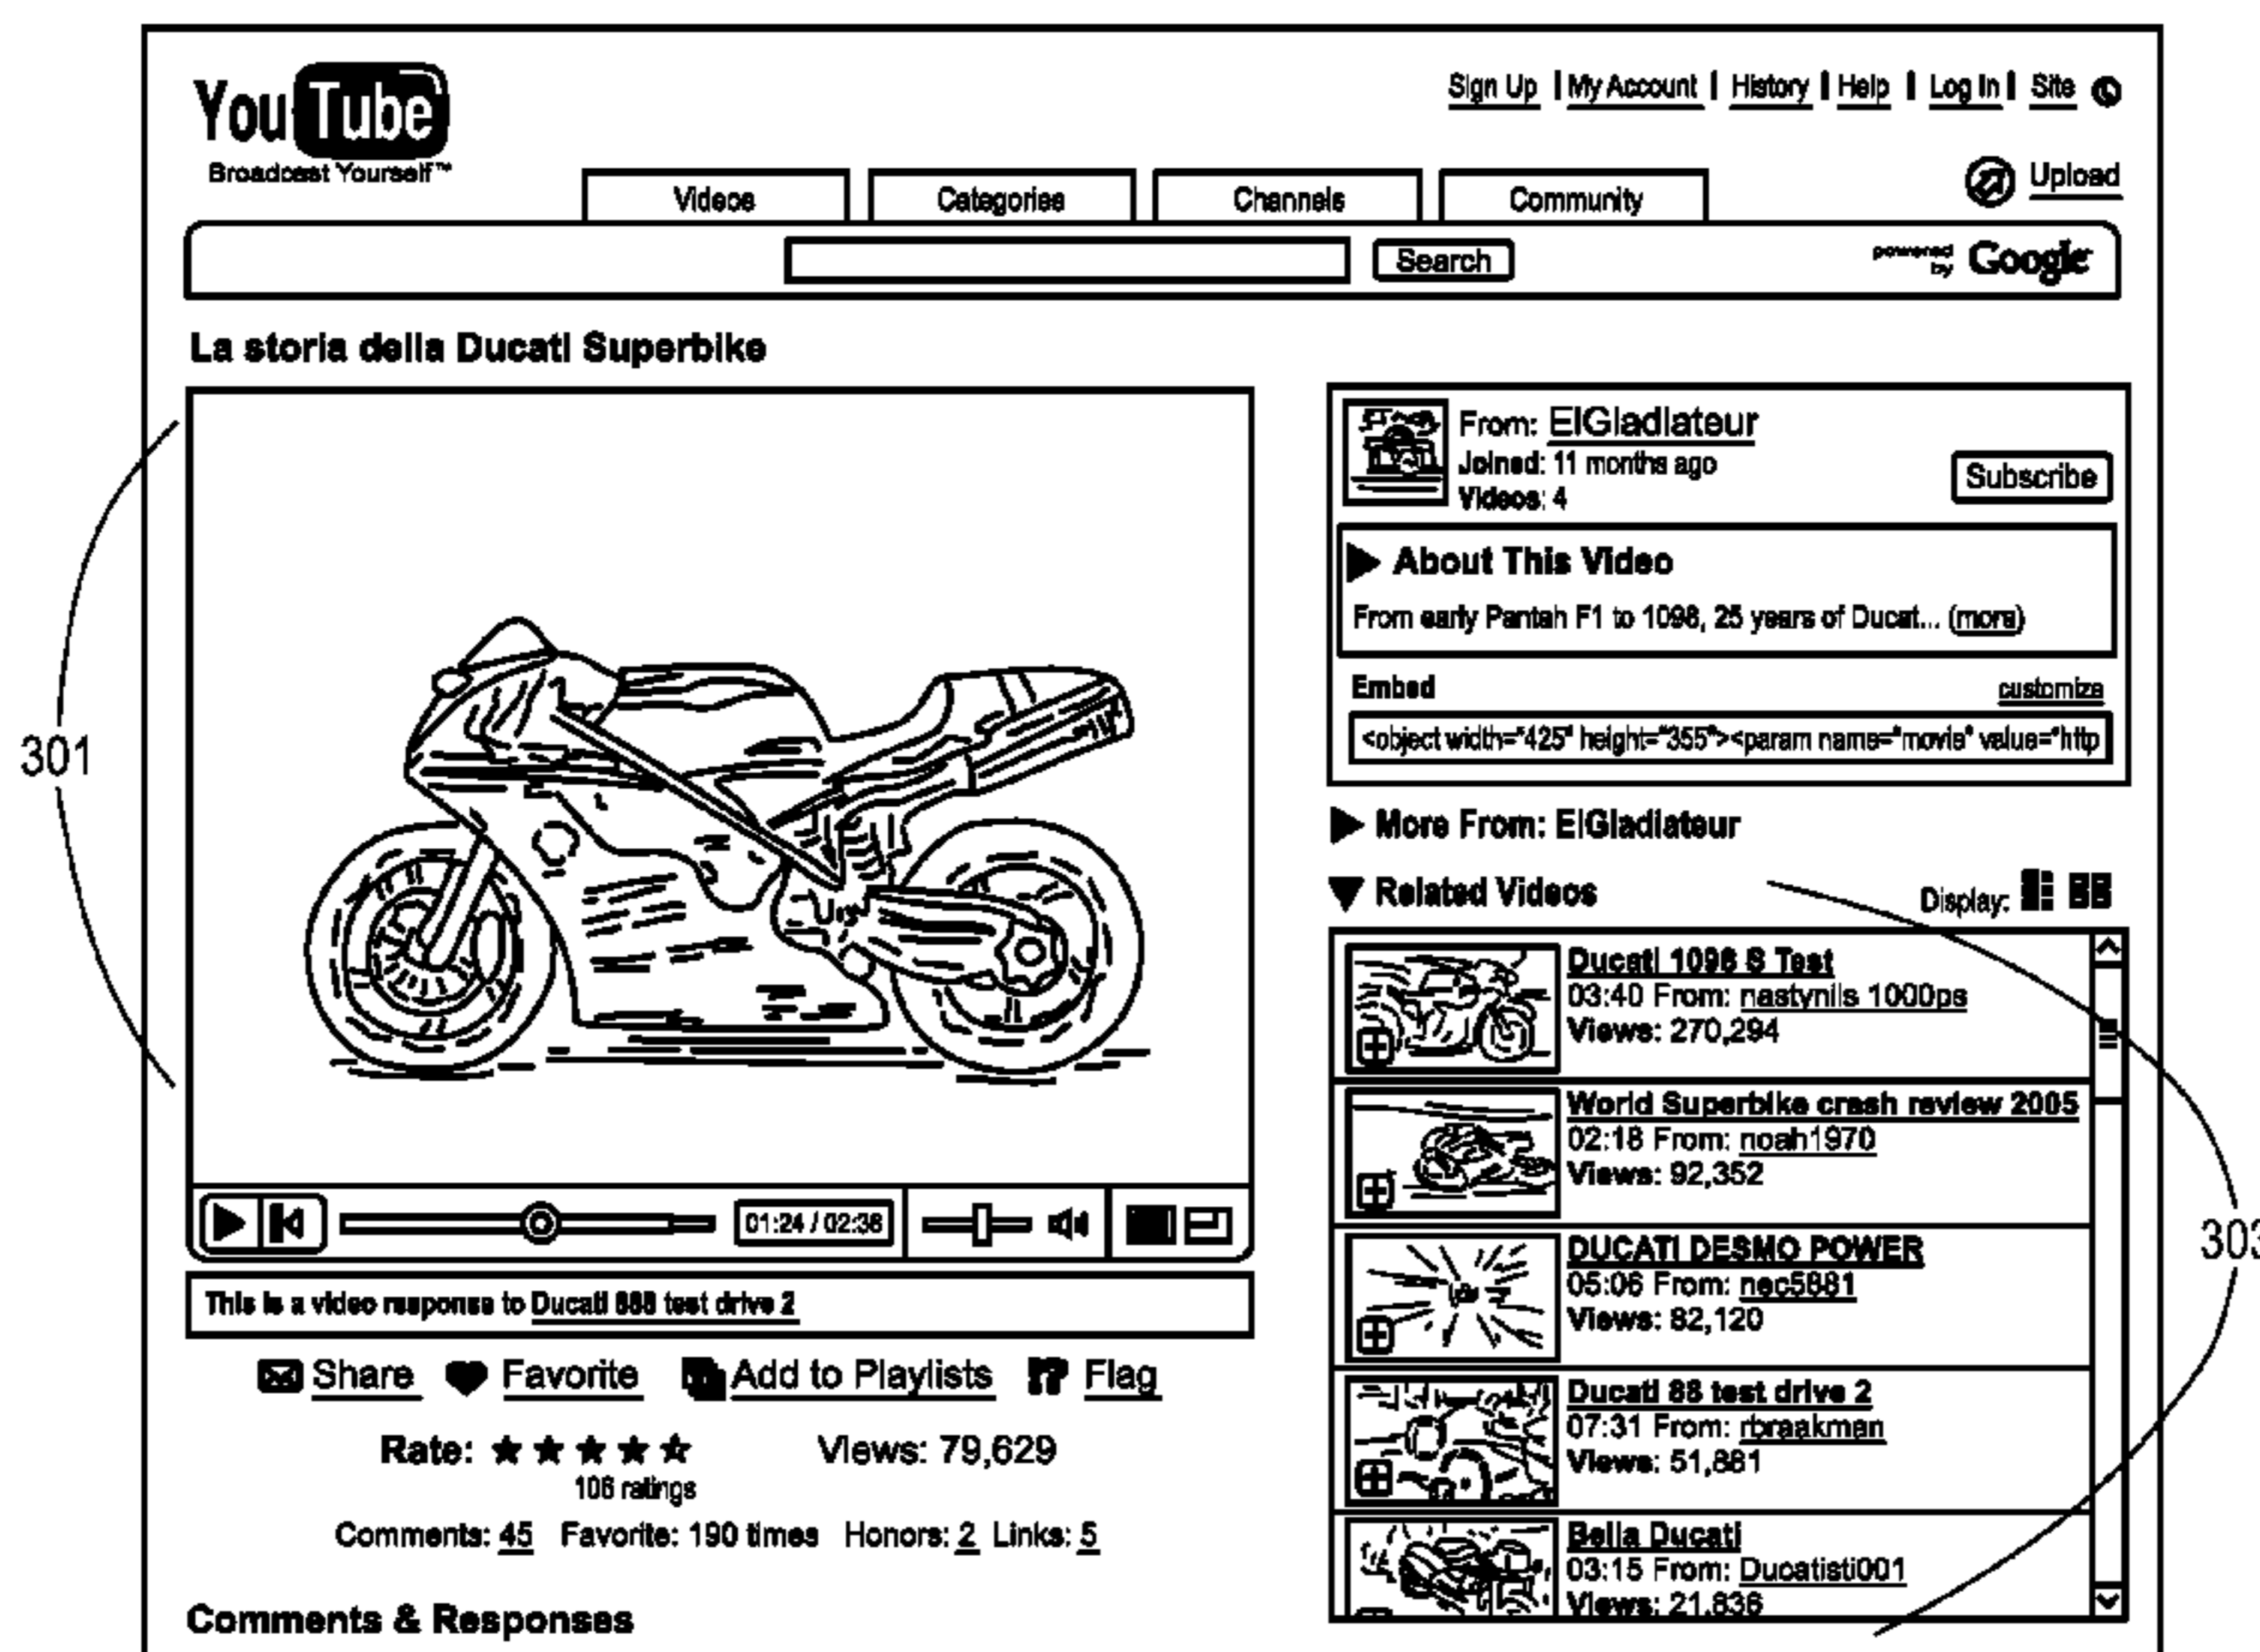 YouTube
Broadcast Yourself™
Sign Up | My Account | History | Help | Log In | Site
Upload
Videos
Categories
Channels
Community
Search
powered by Google
La storia della Ducati Superbike
From: ElGladiateur
Joined: 11 months ago
Videos: 4
Subscribe
About This Video
From early Pantah F1 to 1098, 25 years of Ducat... (more)
Embed
customize
<object width="425" height="355"><param name="movie" value="http
More From: ElGladiateur
Related Videos
Display:
301
Ducati 1098 S Test
03:40 From: nastynils 1000ps
Views: 270,294
World Superbike crash review 2005
02:18 From: noah1970
Views: 92,352
DUCATI DESMO POWER
05:06 From: nec5881
Views: 82,120
Ducati 88 test drive 2
07:31 From: rbraakman
Views: 51,881
Bella Ducati
03:15 From: Ducatisti001
Views: 21,836
303
01:24 / 02:38
This is a video response to Ducati 888 test drive 2
Share Favorite Add to Playlists Flag
Rate: Views: 79,629
106 ratings
Comments: 45 Favorite: 190 times Honors: 2 Links: 5
Comments & Responses